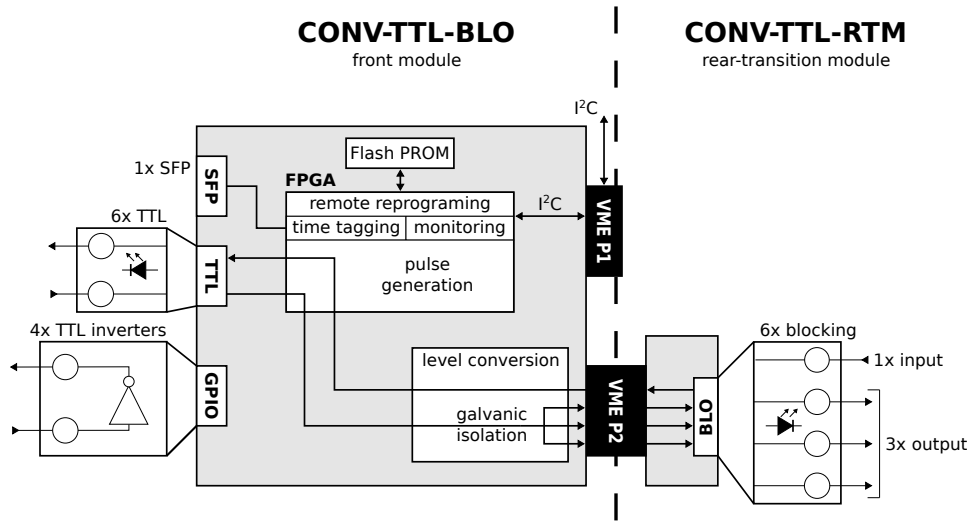 CONV-TTL-BLO
front module
CONV-TTL-RTM
rear-transition module
I²C
Flash PROM
1x SFP
SFP
FPGA
remote reprograming
time tagging
monitoring
pulse
generation
I²C
VME P1
6x TTL
TTL
4x TTL inverters
GPIO
level conversion
galvanic
isolation
VME P2
BLO
6x blocking
1x input
3x output